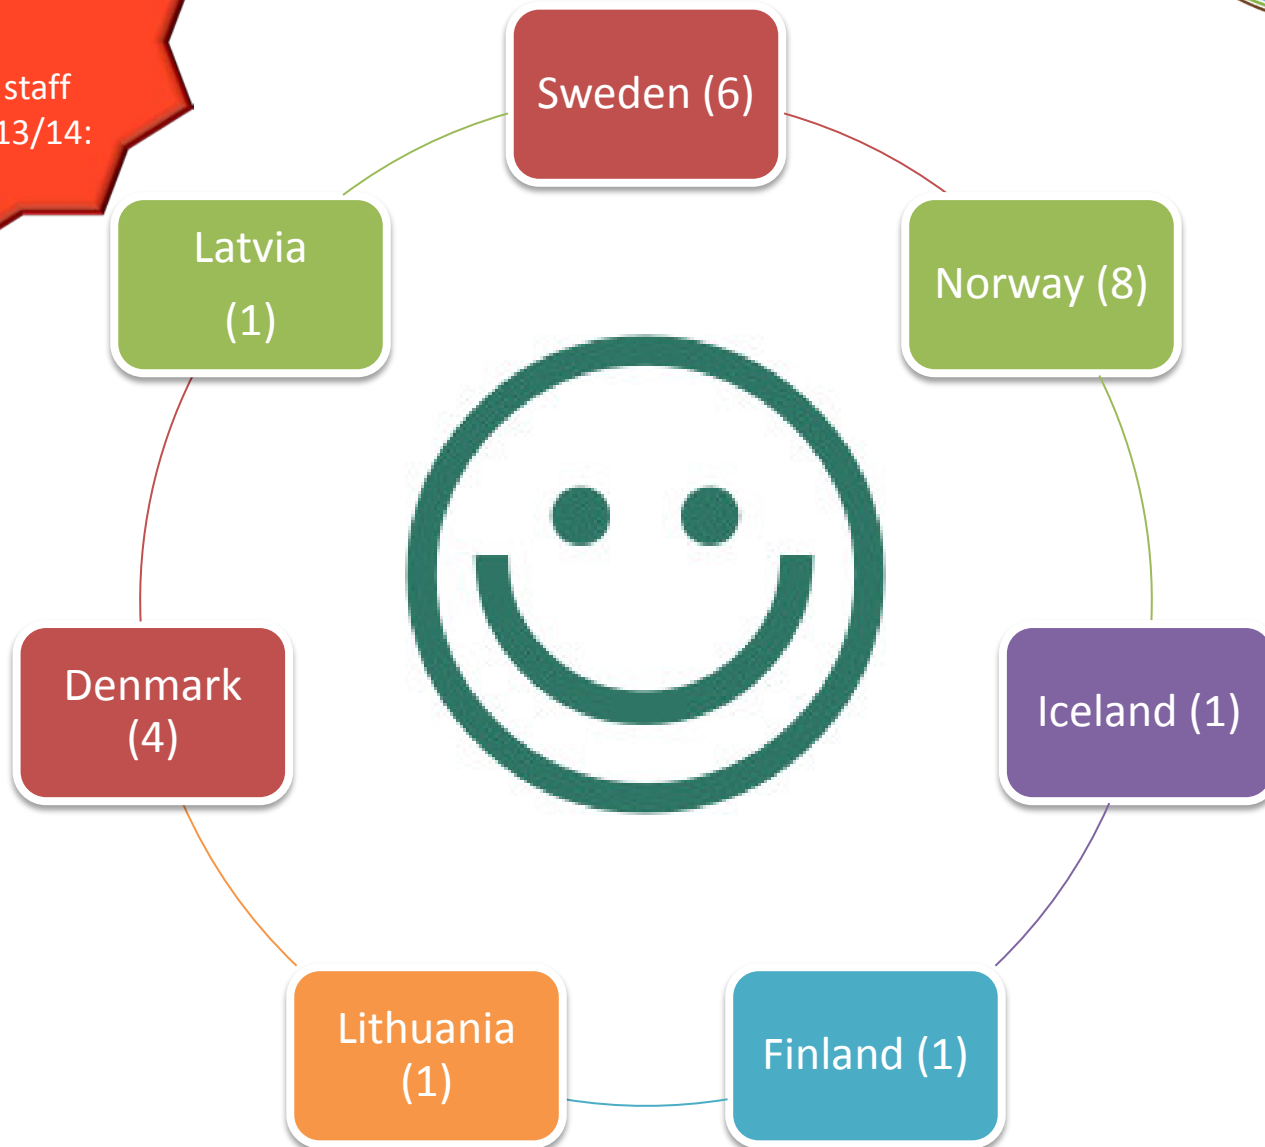 staff
13/14:
Sweden (6)
Norway (8)
Iceland (1)
Finland (1)
Lithuania
(1)
Denmark
(4)
Latvia
(1)